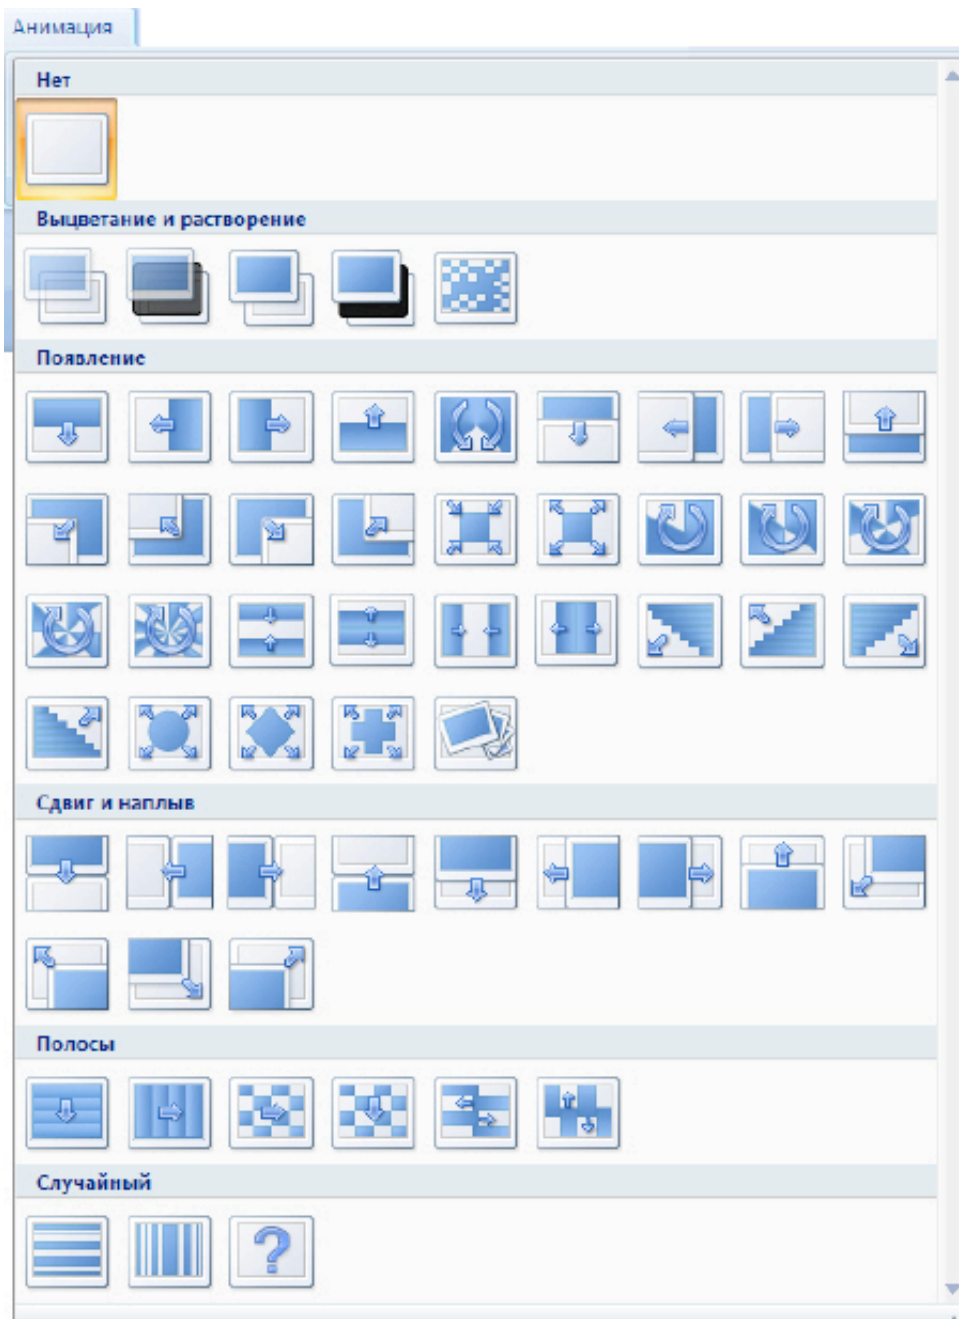 Анимация
Нет
Выцветание и растворение
Появление
Сдвиг и наплыв
Полосы
Случайный
?